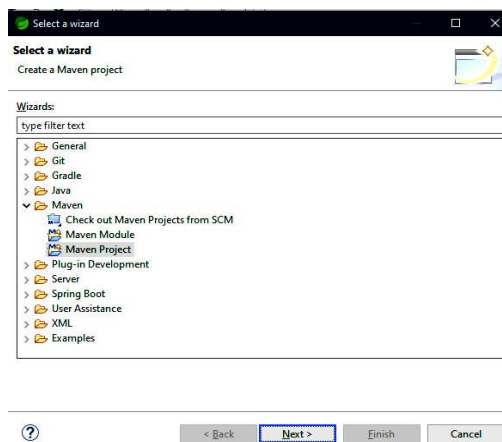 Select a wizard
Select a wizard
Create a Maven project
Wizards:
type filter text
General
Git
Gradle
Java
Maven
Check out Maven Projects from SCM
Maven Module
Maven Project
Plug-in Development
Server
Spring Boot
User Assistance
XML
Examples
? < Back Next > Finish Cancel